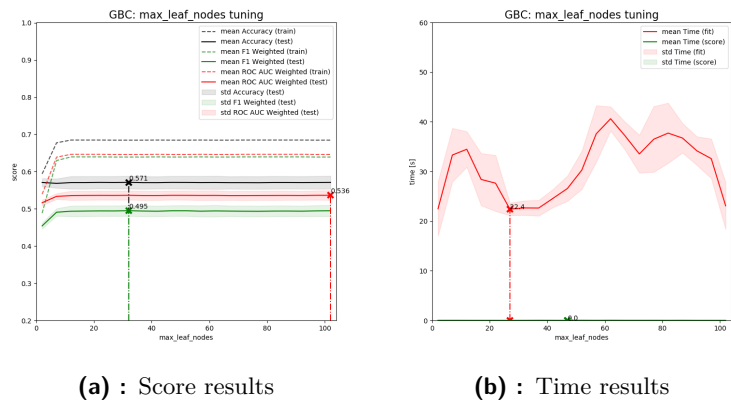 GBC: max_leaf_nodes tuning
1.0
0.9
0.8
0.7
0.6
0.5
0.4
0.3
0.2
score
mean Accuracy (train)
mean Accuracy (test)
mean F1 Weighted (train)
mean F1 Weighted (test)
mean ROC AUC Weighted (train)
mean ROC AUC Weighted (test)
std Accuracy (test)
std F1 Weighted (test)
std ROC AUC Weighted (test)
0.571
0.536
0.495
0 20 40 60 80 100
max_leaf_nodes
GBC: max_leaf_nodes tuning
60
50
40
30
20
10
0
time [s]
mean Time (fit)
mean Time (score)
std Time (fit)
std Time (score)
22.4
0.0
0 20 40 60 80 100
max_leaf_nodes
(a) : Score results
(b) : Time results